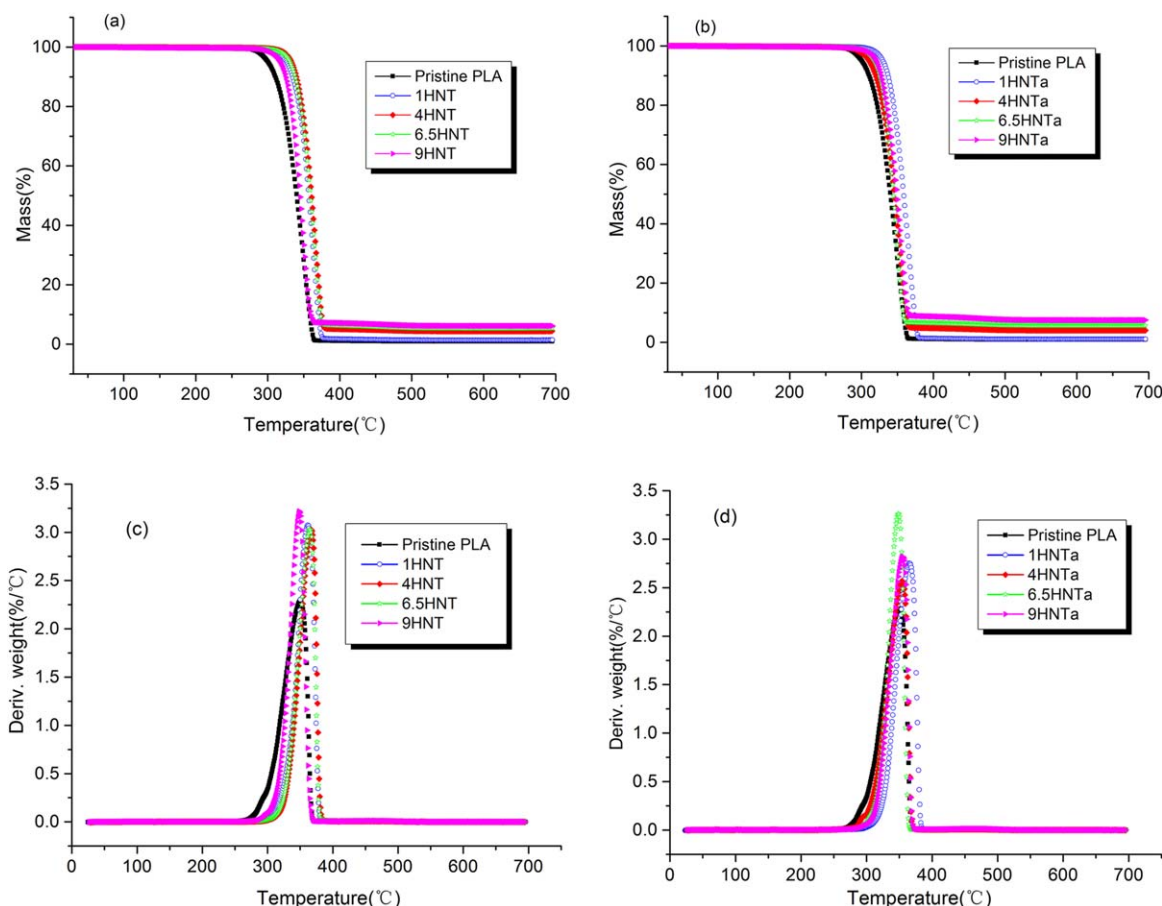 (a)
Mass(%)
100
80
60
40
20
0
Pristine PLA
1HNT
4HNT
6.5HNT
9HNT
100 200 300 400 500 600 700
Temperature(℃)
(b)
Mass(%)
100
80
60
40
20
0
Pristine PLA
1HNTa
4HNTa
6.5HNTa
9HNTa
100 200 300 400 500 600 700
Temperature(℃)
(c)
Deriv. weight(%/℃)
3.5
3.0
2.5
2.0
1.5
1.0
0.5
0.0
Pristine PLA
1HNT
4HNT
6.5HNT
9HNT
0 100 200 300 400 500 600 700
Temperature(℃)
(d)
Deriv. weight(%/℃)
3.5
3.0
2.5
2.0
1.5
1.0
0.5
0.0
Pristine PLA
1HNTa
4HNTa
6.5HNTa
9HNTa
0 100 200 300 400 500 600 700
Temperature(℃)